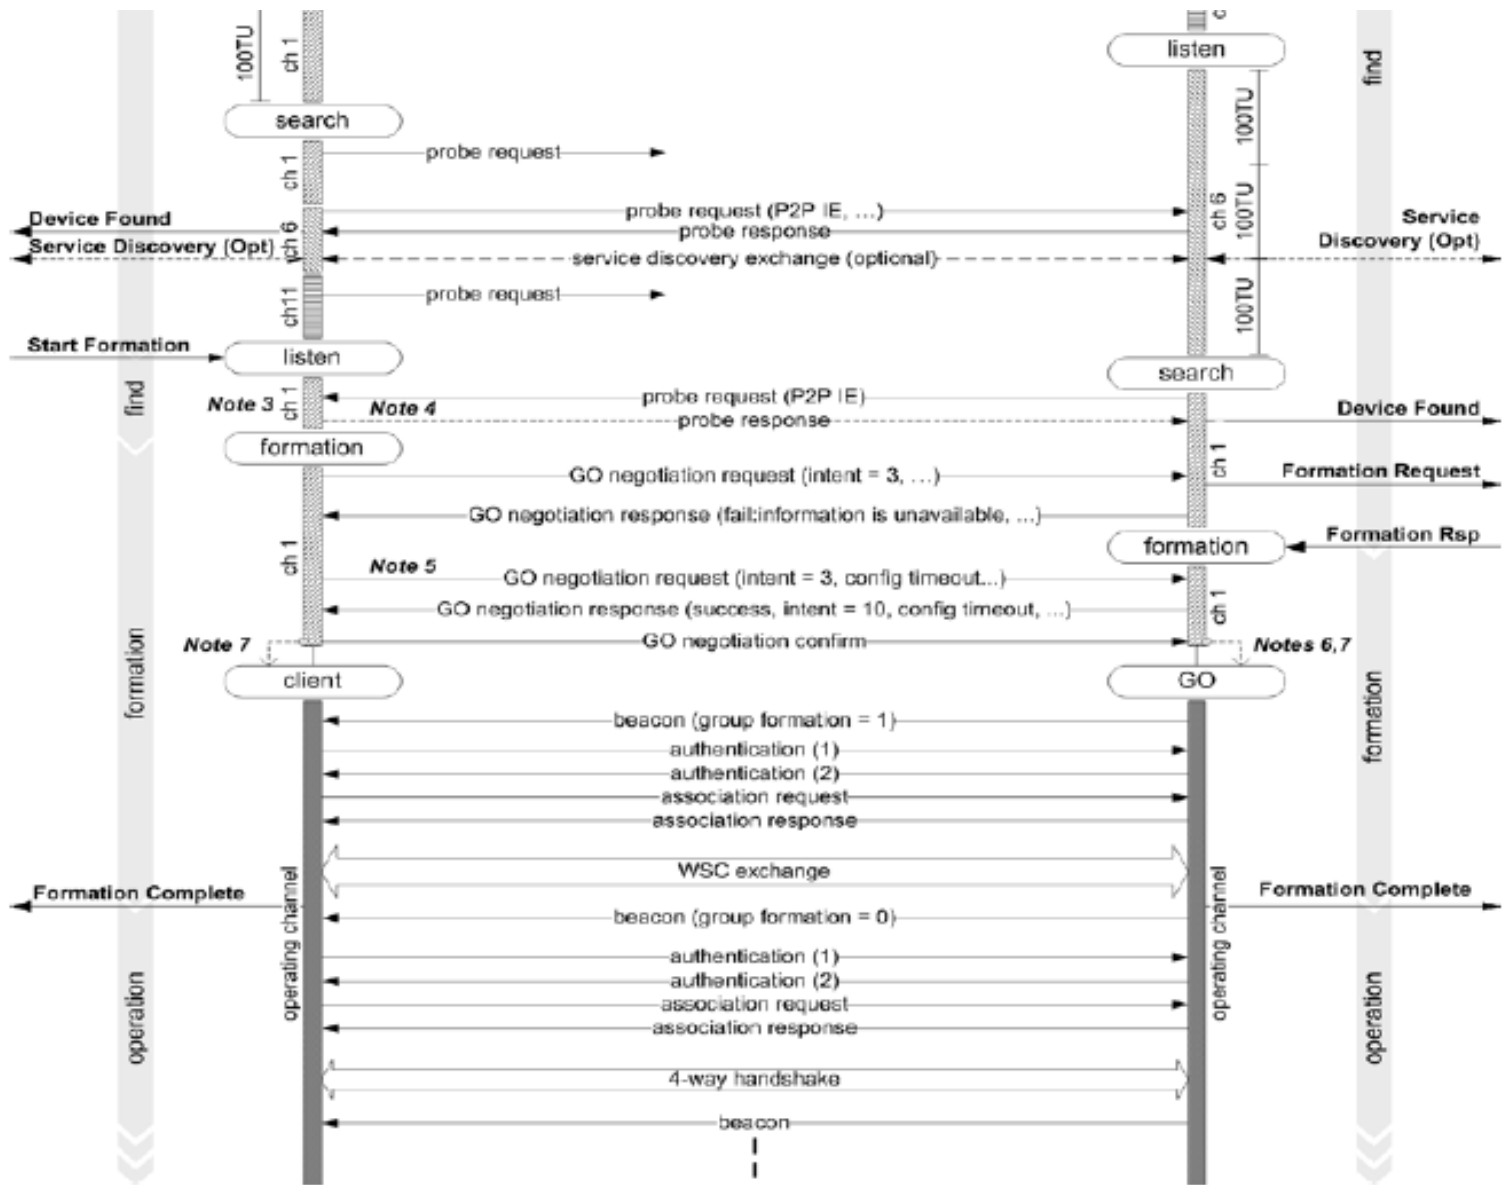 100TU
ch 1
c
listen
find
100TU
search
probe request
ch 1
probe request (P2P IE, ...)
Device Found
ch 6
probe response
ch 6
100TU
Service
Discovery (Opt)
Service Discovery (Opt)
service discovery exchange (optional)
probe request
ch11
100TU
Start Formation
listen
search
find
Note 3
ch 1
Note 4
probe request (P2P IE)
probe response
Device Found
formation
GO negotiation request (intent = 3, ...)
ch 1
Formation Request
GO negotiation response (fail:information is unavailable, ...)
formation
Formation Rsp
ch 1
Note 5
GO negotiation request (intent = 3, config timeout...)
GO negotiation response (success, intent = 10, config timeout, ...)
ch 1
Note 7
GO negotiation confirm
Notes 6,7
formation
client
GO
formation
beacon (group formation = 1)
authentication (1)
authentication (2)
association request
association response
WSC exchange
Formation Complete
Formation Complete
operating channel
beacon (group formation = 0)
operating channel
authentication (1)
authentication (2)
operation
association request
operation
association response
4-way handshake
beacon